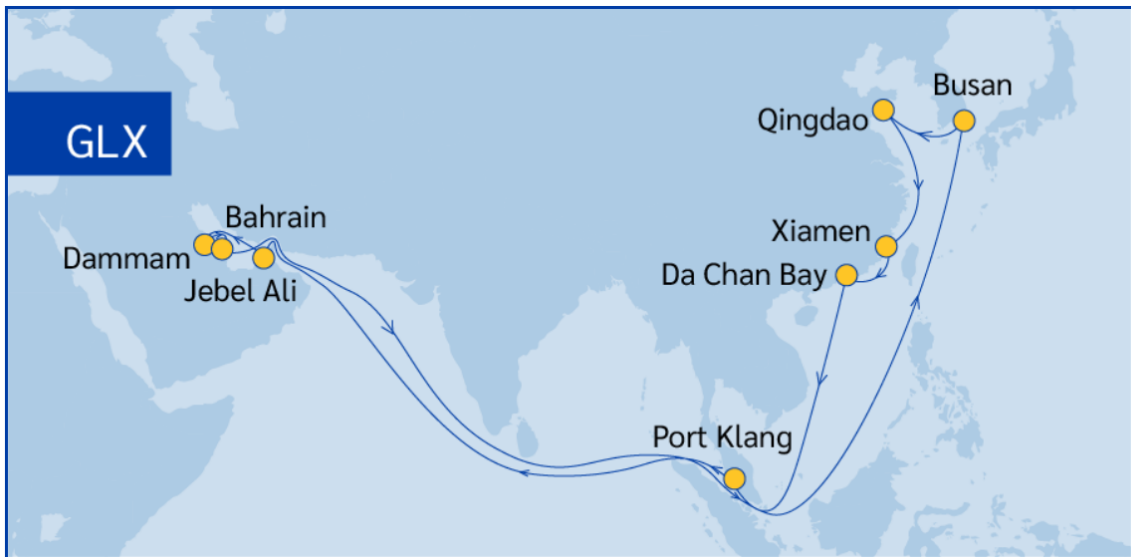 GLX
Busan
Qingdao
Bahrain
Xiamen
Dammam
Da Chan Bay
Jebel Ali
Port Klang